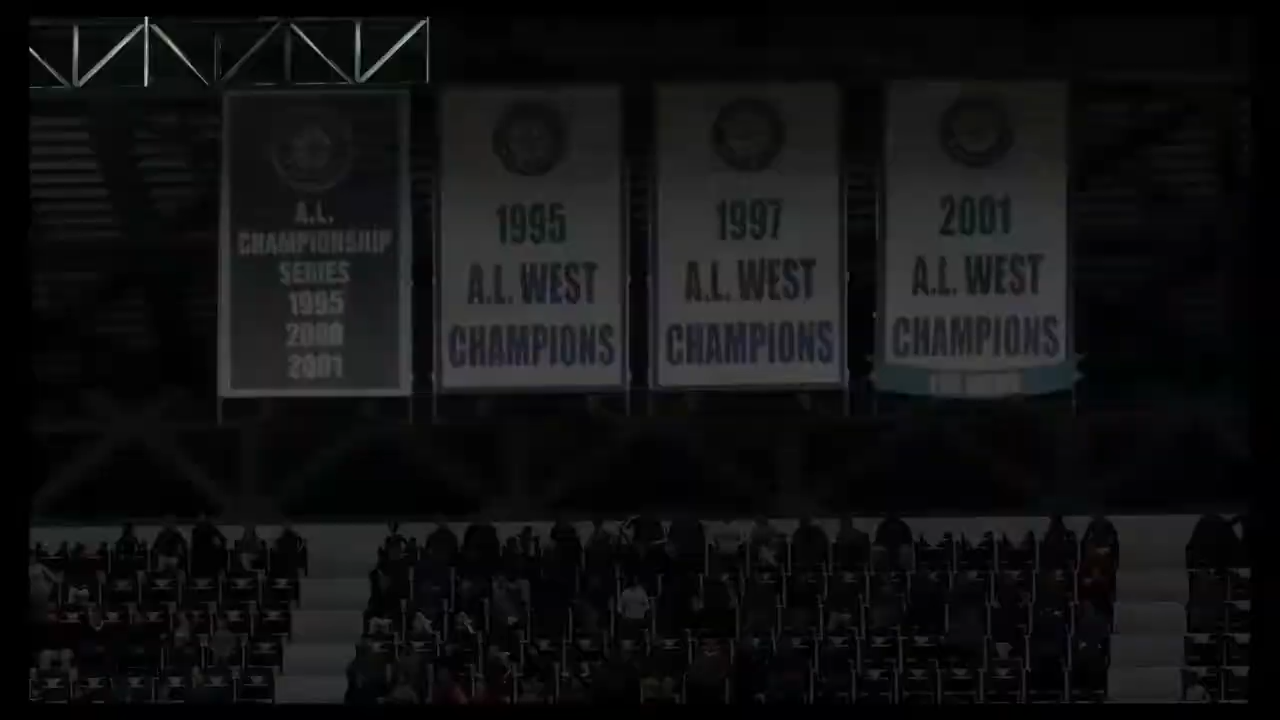 A.L.
CHAMPIONSHIP
SERIES
1995
2000
2001
1995
A.L. WEST
CHAMPIONS
1997
A.L. WEST
CHAMPIONS
2001
A.L. WEST
CHAMPIONS